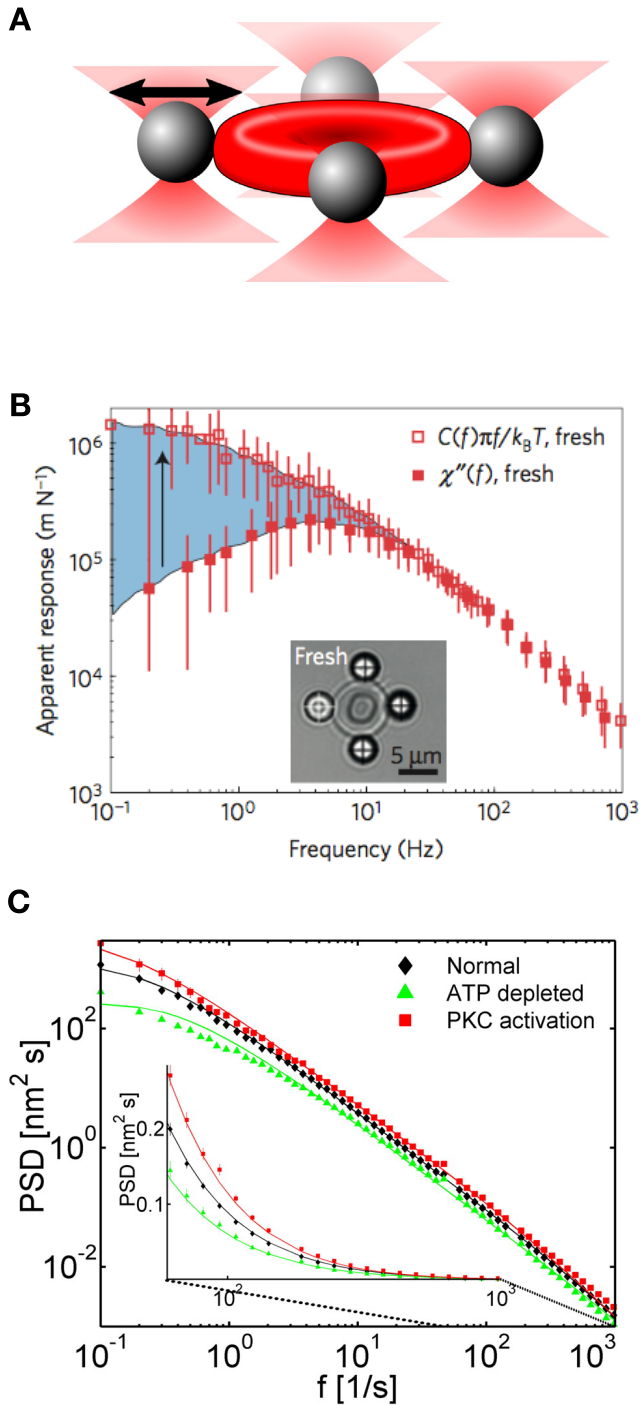 A
B
Apparent response (m N⁻¹)
10⁶
10⁵
10⁴
10³
C(f)πf/k_BT, fresh
χ″(f), fresh
Fresh
5 μm
10⁻¹
10⁰
10¹
10²
10³
Frequency (Hz)
C
PSD [nm² s]
10²
10⁰
10⁻²
Normal
ATP depleted
PKC activation
PSD [nm² s]
0.2
0.1
10²
10³
10⁻¹
10⁰
10¹
10²
10³
f [1/s]